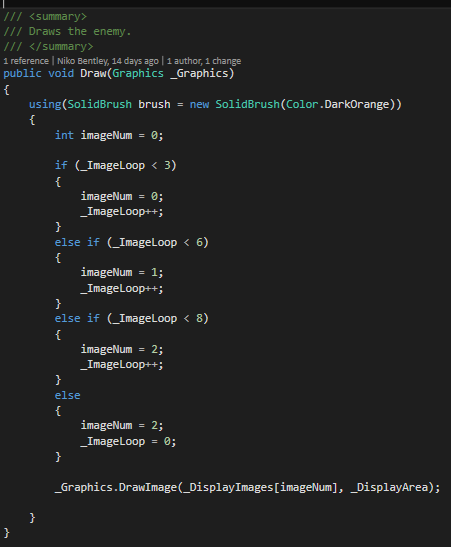 /// <summary>
/// Draws the enemy.
/// </summary>
1 reference | Niko Bentley, 14 days ago | 1 author, 1 change
public void Draw(Graphics _Graphics)
{
    using(SolidBrush brush = new SolidBrush(Color.DarkOrange))
    {
        int imageNum = 0;

        if (_ImageLoop < 3)
        {
            imageNum = 0;
            _ImageLoop++;
        }
        else if (_ImageLoop < 6)
        {
            imageNum = 1;
            _ImageLoop++;
        }
        else if (_ImageLoop < 8)
        {
            imageNum = 2;
            _ImageLoop++;
        }
        else
        {
            imageNum = 2;
            _ImageLoop = 0;
        }

        _Graphics.DrawImage(_DisplayImages[imageNum], _DisplayArea);

    }
}